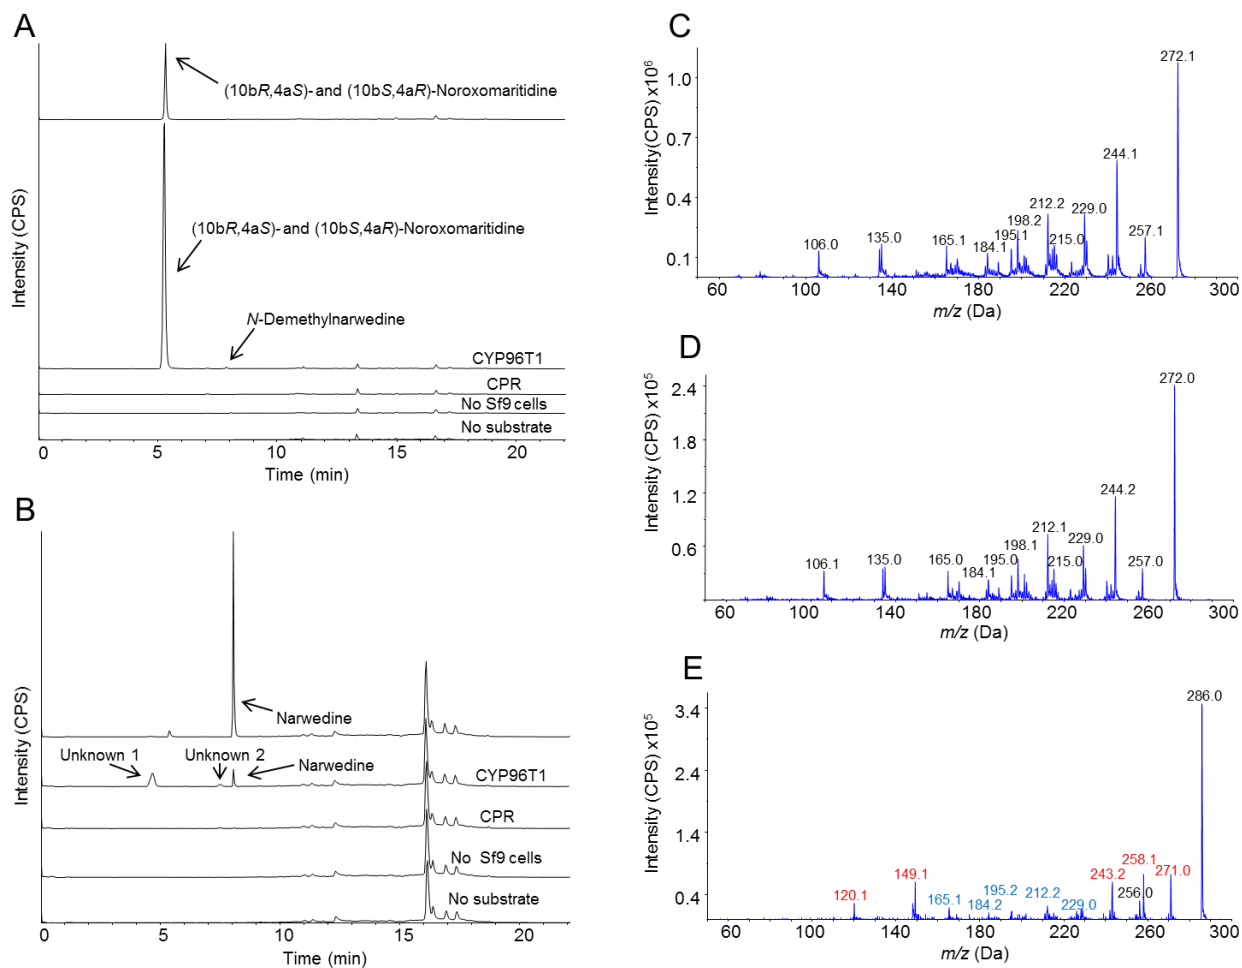 A
(10bR,4aS)- and (10bS,4aR)-Noroxomaritidine
(10bR,4aS)- and (10bS,4aR)-Noroxomaritidine
N-Demethylnarwedine
CYP96T1
CPR
No Sf9 cells
No substrate
Intensity (CPS)
0 5 10 15 20
Time (min)
B
Narwedine
Unknown 1
Unknown 2
Narwedine
CYP96T1
CPR
No Sf9 cells
No substrate
Intensity (CPS)
0 5 10 15 20
Time (min)
C
Intensity(CPS) x10⁶
1.0
0.7
0.4
0.1
106.0
135.0
165.1
184.1
195.1
198.2
212.2
215.0
229.0
244.1
257.1
272.1
60 100 140 180 220 260 300
m/z (Da)
D
Intensity (CPS) x10⁵
2.4
1.8
1.2
0.6
106.1
135.0
165.0
184.1
195.0
198.1
212.1
215.0
229.0
244.2
257.0
272.0
60 100 140 180 220 260 300
m/z (Da)
E
Intensity (CPS) x10⁵
3.4
2.4
1.4
0.4
120.1
149.1
165.1
184.2
195.2
212.2
229.0
243.2
256.0
258.1
271.0
286.0
60 100 140 180 220 260 300
m/z (Da)